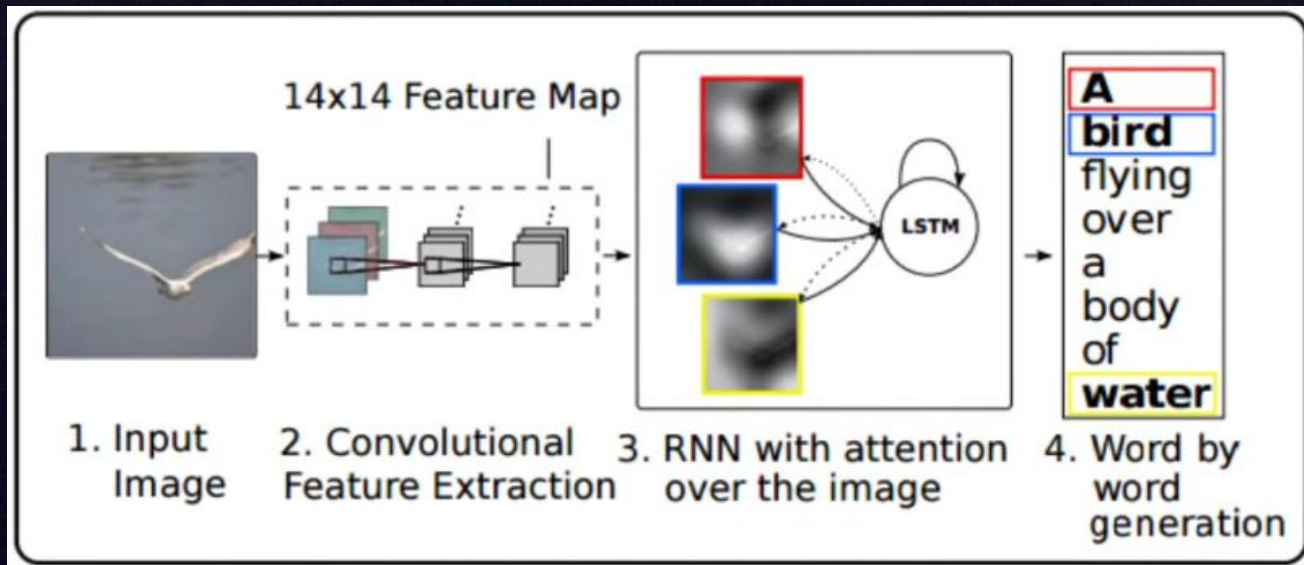 14x14 Feature Map
LSTM
A
bird
flying
over
a
body
of
water
1. Input
Image
2. Convolutional
Feature Extraction
3. RNN with attention
over the image
4. Word by
word
generation